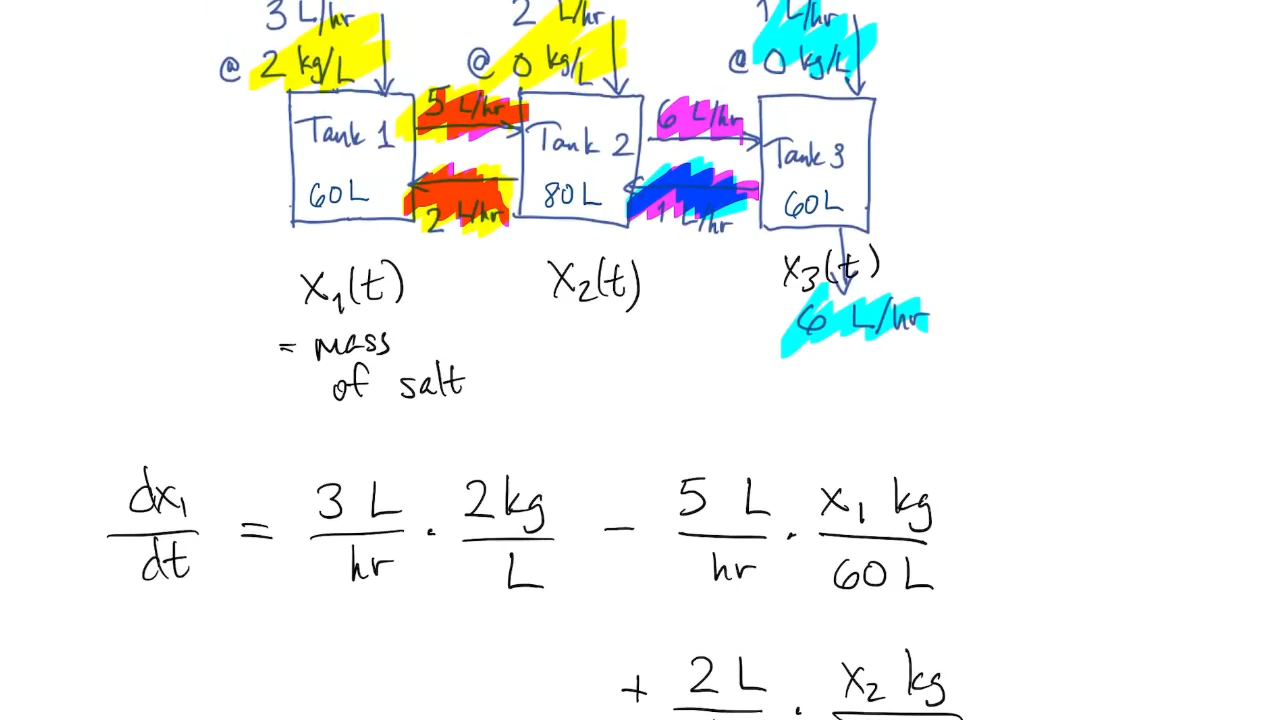 3 L/hr 2 L/hr 1 L/hr
@ 2 kg/L @ 0 kg/L @ 0 kg/L
5 L/hr 6 L/hr
Tank 1 Tank 2 Tank 3
60L 80L 60L
2 L/hr 1 L/hr
x₁(t) x₂(t) x₃(t)
6 L/hr
= mass
of salt
dx₁/dt = 3 L/hr · 2 kg/L − 5 L/hr · x₁ kg/60 L
+ 2 L · x₂ kg